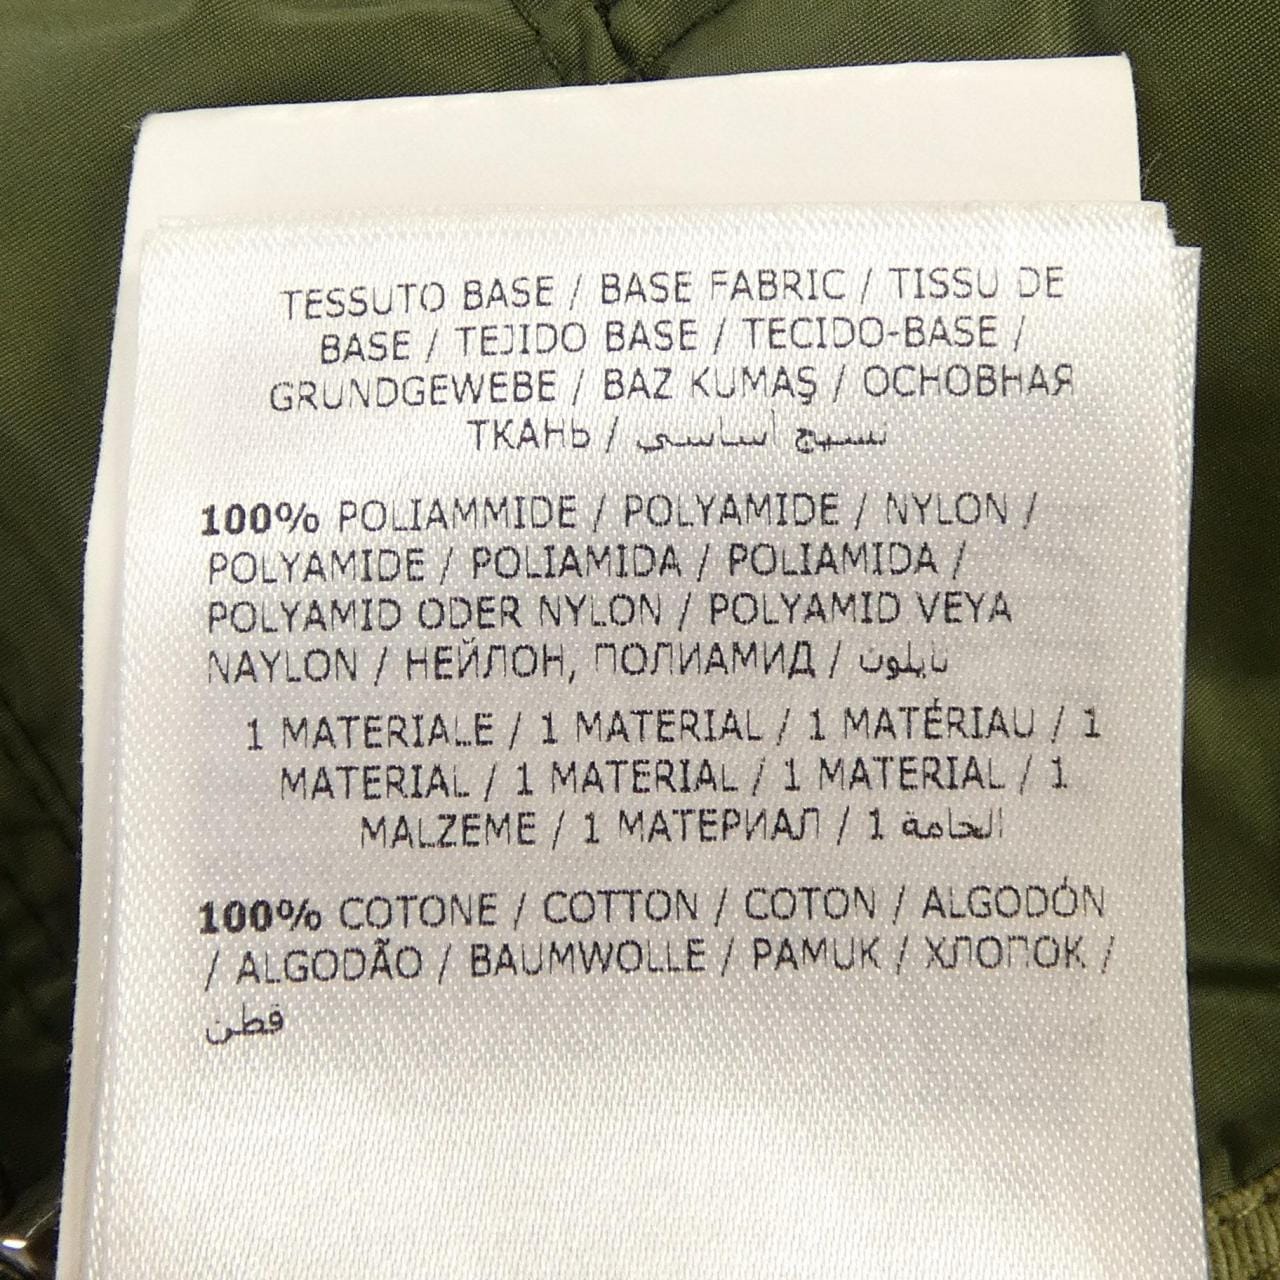 TESSUTO BASE / BASE FABRIC / TISSU DE
BASE / TEJIDO BASE / TECIDO-BASE /
GRUNDGEWEBE / BAZ KUMAŞ / ОСНОВНАЯ
ТКАНЬ / نسيج أساسي
100% POLIAMMIDE / POLYAMIDE / NYLON /
POLYAMIDE / POLIAMIDA / POLIAMIDA /
POLYAMID ODER NYLON / POLYAMID VEYA
NAYLON / НЕЙЛОН, ПОЛИАМИД / نايلون
1 MATERIALE / 1 MATERIAL / 1 MATÉRIAU / 1
MATERIAL / 1 MATERIAL / 1 MATERIAL / 1
MALZEME / 1 МАТЕРИАЛ / 1 الخامة
100% COTONE / COTTON / COTON / ALGODÓN
/ ALGODÃO / BAUMWOLLE / PAMUK / ХЛОПОК /
قطن